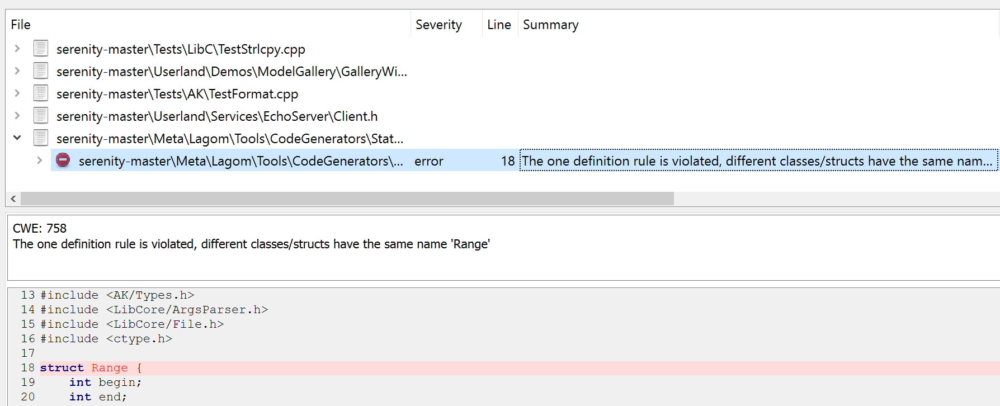 File Severity Line Summary
serenity-master\Tests\LibC\TestStrlcpy.cpp
serenity-master\Userland\Demos\ModelGallery\GalleryWi...
serenity-master\Tests\AK\TestFormat.cpp
serenity-master\Userland\Services\EchoServer\Client.h
serenity-master\Meta\Lagom\Tools\CodeGenerators\Stat...
serenity-master\Meta\Lagom\Tools\CodeGenerators\... error 18 The one definition rule is violated, different classes/structs have the same nam...
CWE: 758
The one definition rule is violated, different classes/structs have the same name 'Range'
13 #include <AK/Types.h>
14 #include <LibCore/ArgsParser.h>
15 #include <LibCore/File.h>
16 #include <ctype.h>
17
18 struct Range {
19     int begin;
20     int end;